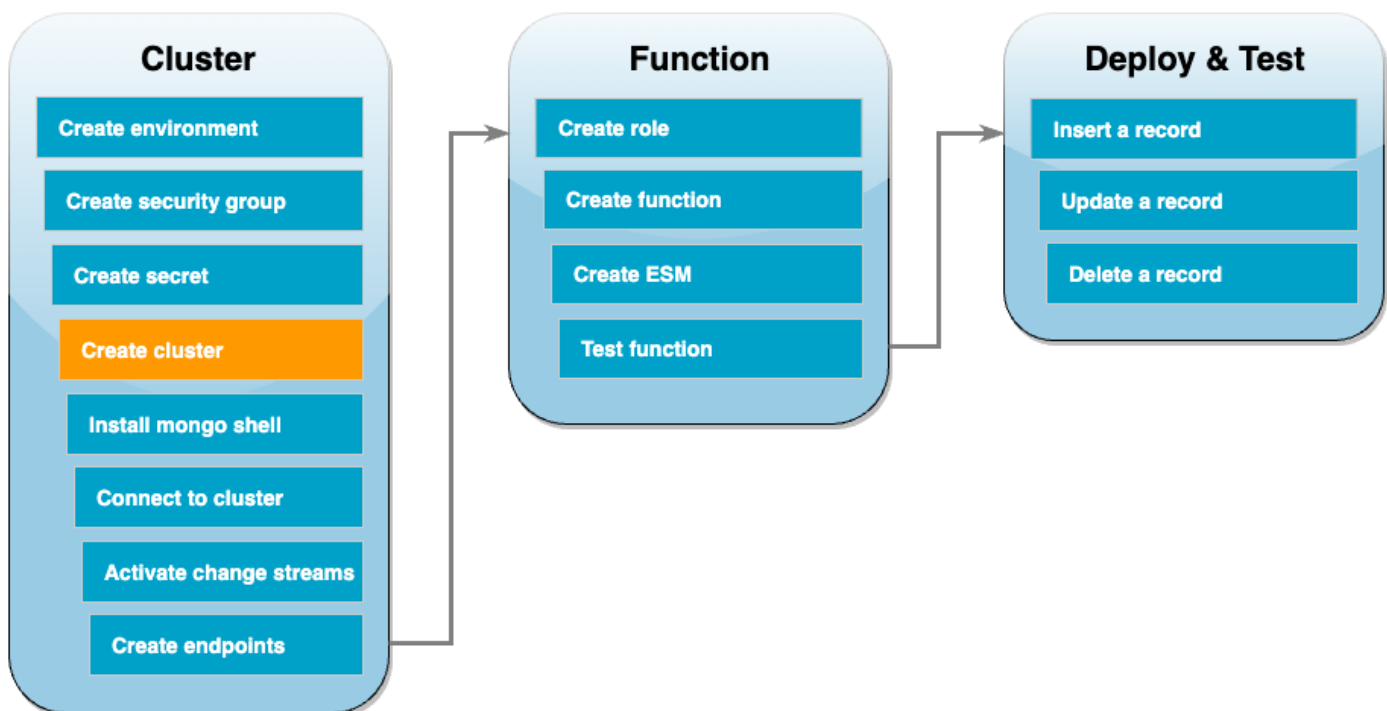 Cluster
Create environment
Create security group
Create secret
Create cluster
Install mongo shell
Connect to cluster
Activate change streams
Create endpoints
Function
Create role
Create function
Create ESM
Test function
Deploy & Test
Insert a record
Update a record
Delete a record